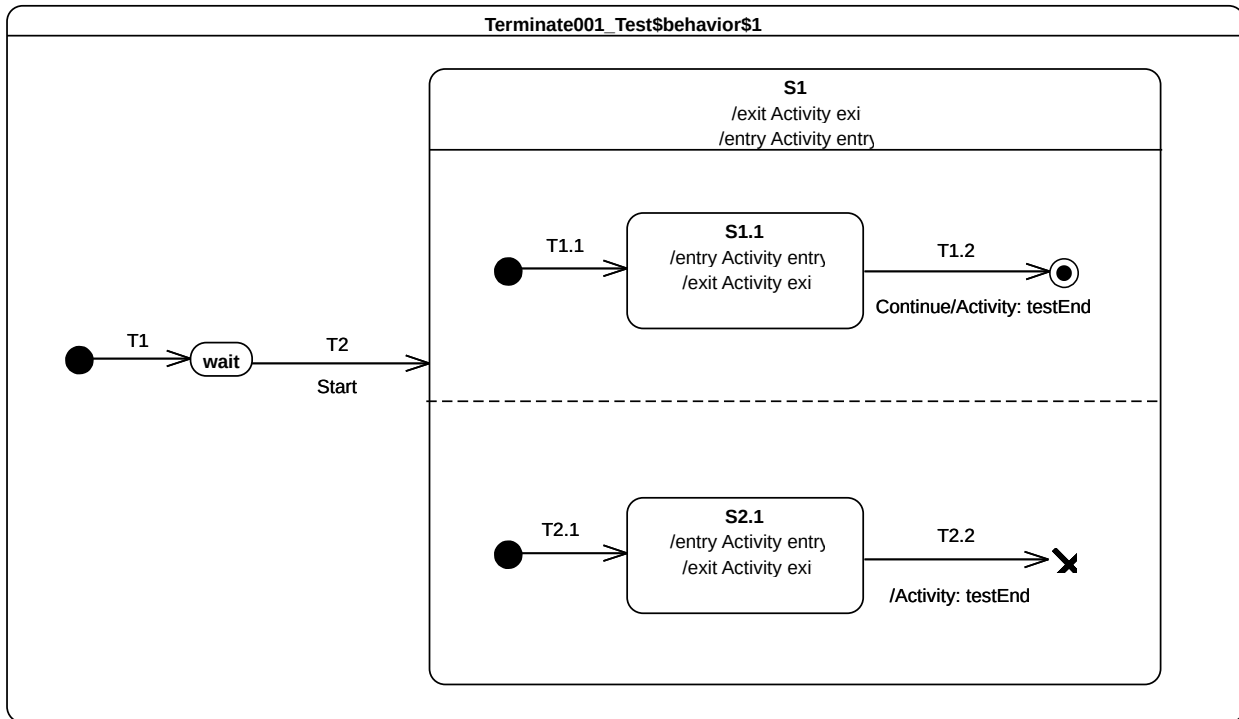 Terminate001_Test$behavior$1
S1
/exit Activity exi
/entry Activity entry
T1.1
S1.1
/entry Activity entry
/exit Activity exi
T1.2
Continue/Activity: testEnd
T1
wait
T2
Start
T2.1
S2.1
/entry Activity entry
/exit Activity exi
T2.2
/Activity: testEnd